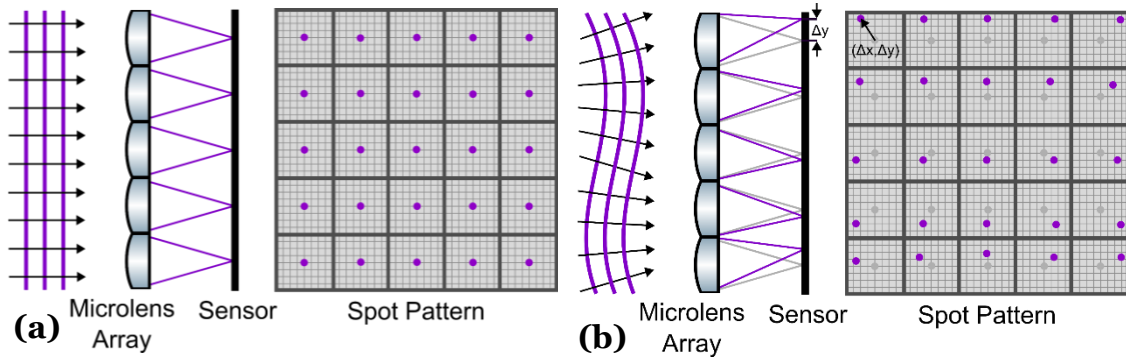 Δy
(Δx,Δy)
Microlens Array
Sensor
Spot Pattern
(a)
Microlens Array
Sensor
Spot Pattern
(b)